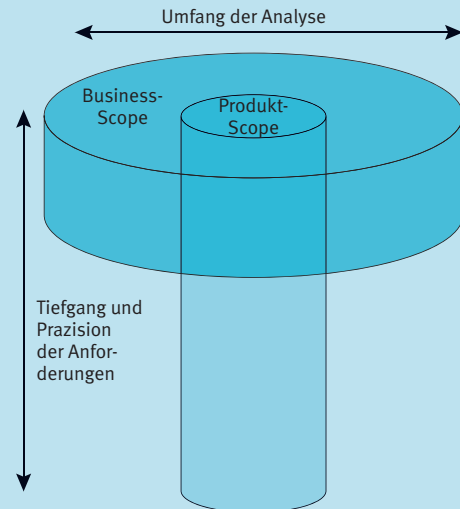 Umfang der Analyse
Business-
Scope
Produkt-
Scope
Tiefgang und
Prazision
der Anfor-
derungen